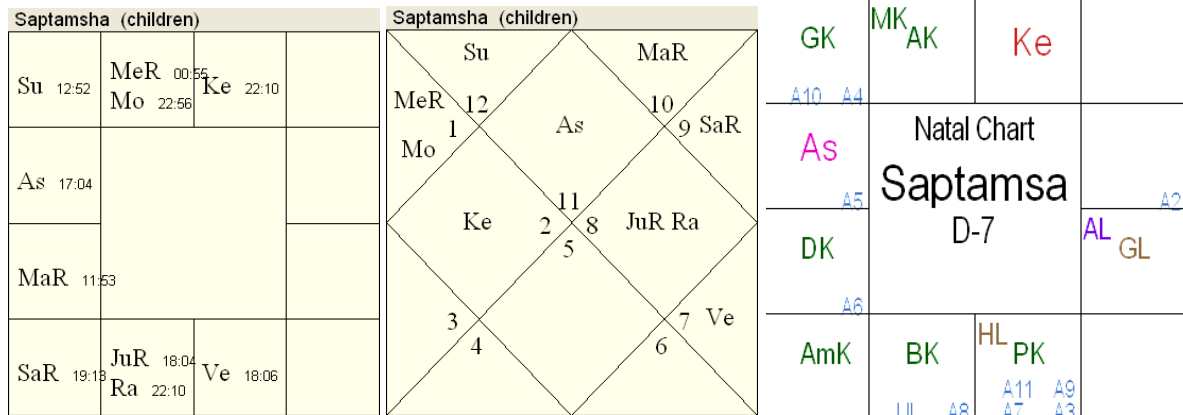 Saptamsha (children)
Su 12:52
MeR 00:55
Mo 22:56
Ke 22:10
As 17:04
MaR 11:53
SaR 19:13
JuR 18:04
Ra 22:10
Ve 18:06
Saptamsha (children)
Su
MaR
MeR
12
10
As
1
9
SaR
Mo
11
Ke
2
8
JuR Ra
5
3
7
Ve
4
6
GK
MK
AK
Ke
A10 A4
As
Natal Chart
Saptamsa
D-7
A5
A2
DK
AL
GL
A6
AmK
BK
HL
PK
A11 A9
UL A8
A7 A3